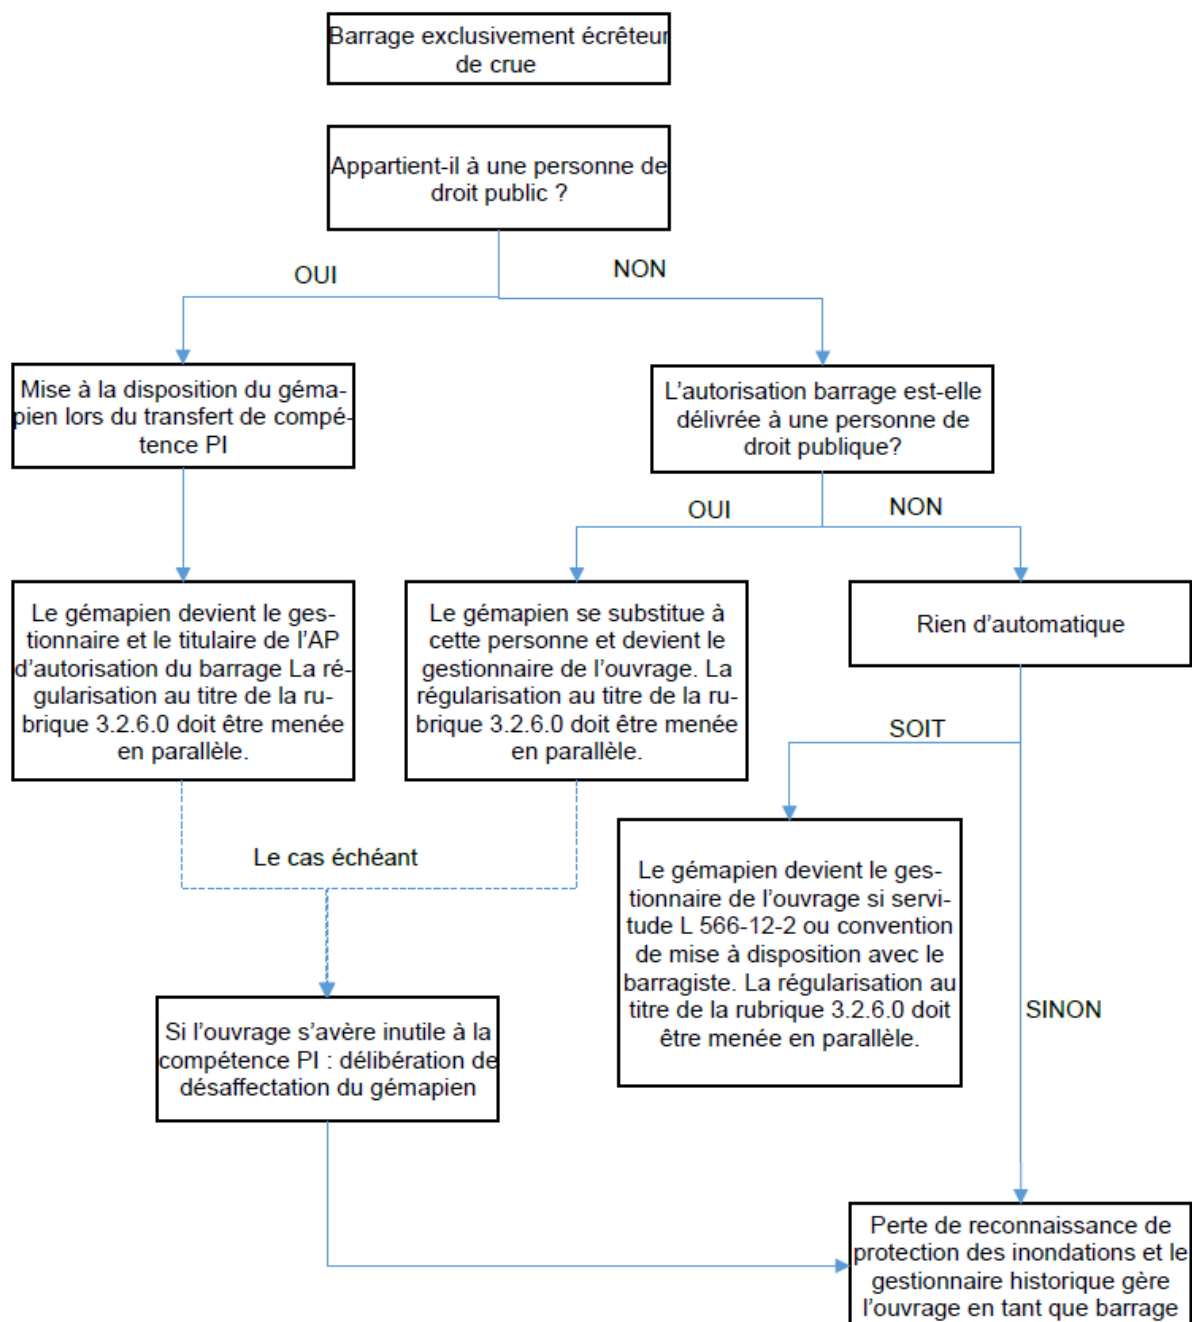 Barrage exclusivement écrêteur
de crue
Appartient-il à une personne de
droit public ?
OUI
NON
Mise à la disposition du géma-
pien lors du transfert de compé-
tence PI
L'autorisation barrage est-elle
délivrée à une personne de
droit publique?
OUI
NON
Le gémapien devient le ges-
tionnaire et le titulaire de l'AP
d'autorisation du barrage La ré-
gularisation au titre de la ru-
brique 3.2.6.0 doit être menée
en parallèle.
Le gémapien se substitue à
cette personne et devient le
gestionnaire de l'ouvrage. La
régularisation au titre de la ru-
brique 3.2.6.0 doit être menée
en parallèle.
Rien d'automatique
SOIT
Le cas échéant
Le gémapien devient le ges-
tionnaire de l'ouvrage si servi-
tude L 566-12-2 ou convention
de mise à disposition avec le
barragiste. La régularisation au
titre de la rubrique 3.2.6.0 doit
être menée en parallèle.
SINON
Si l'ouvrage s'avère inutile à la
compétence PI : délibération de
désaffectation du gémapien
Perte de reconnaissance de
protection des inondations et le
gestionnaire historique gère
l'ouvrage en tant que barrage